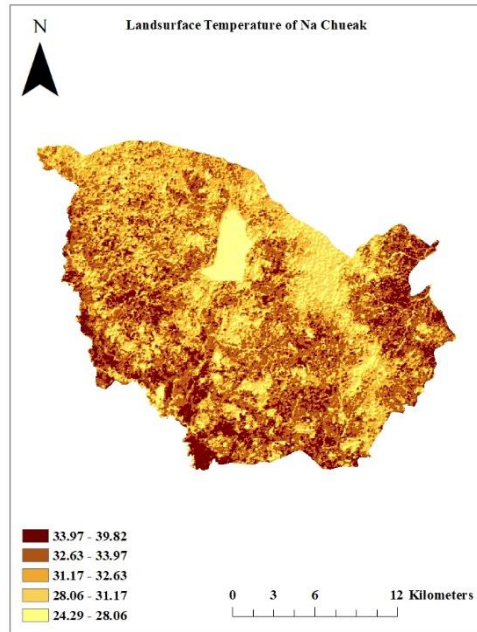 Landsurface Temperature of Na Chueak
N
33.97 - 39.82
32.63 - 33.97
31.17 - 32.63
28.06 - 31.17
24.29 - 28.06
0 3 6 12 Kilometers